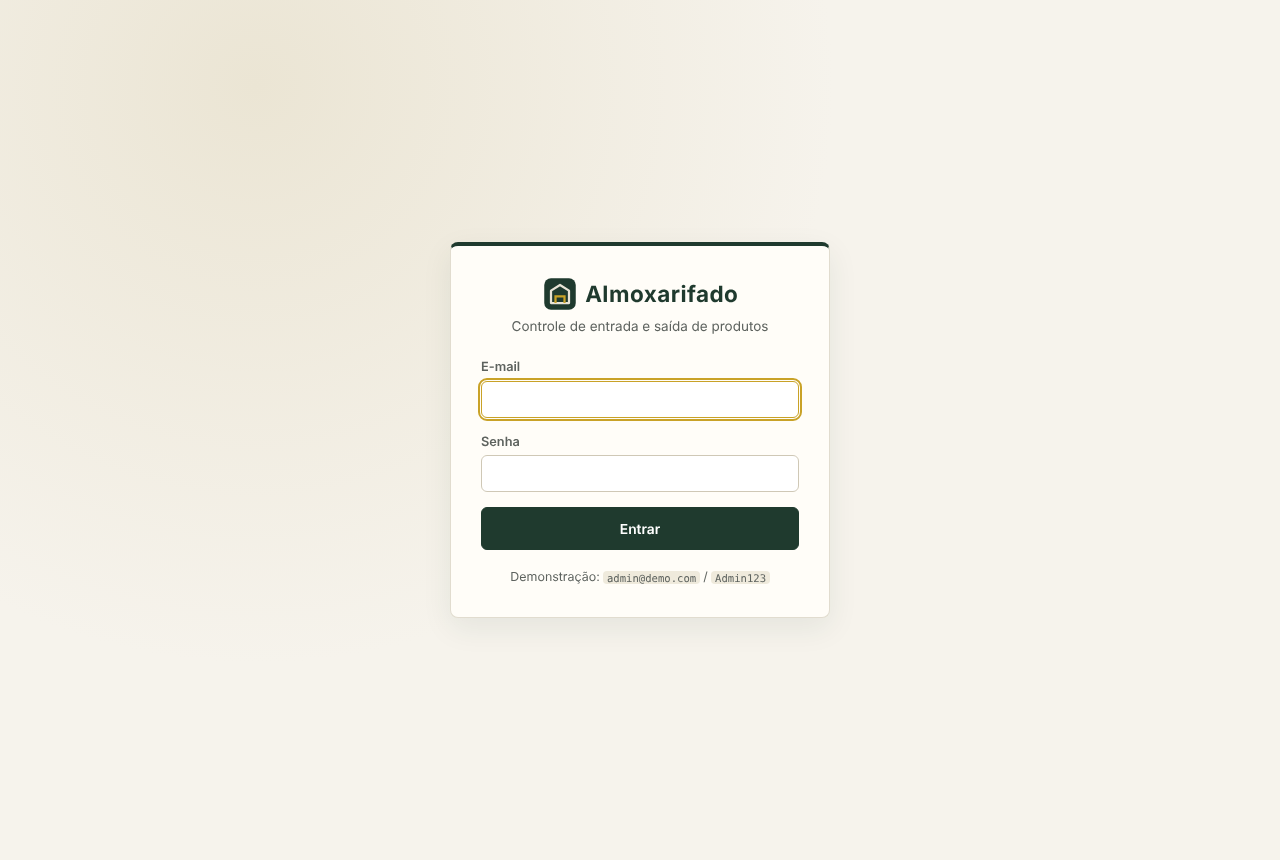 Almoxarifado
Controle de entrada e saída de produtos
E-mail
Senha
Entrar
Demonstração: admin@demo.com / Admin123